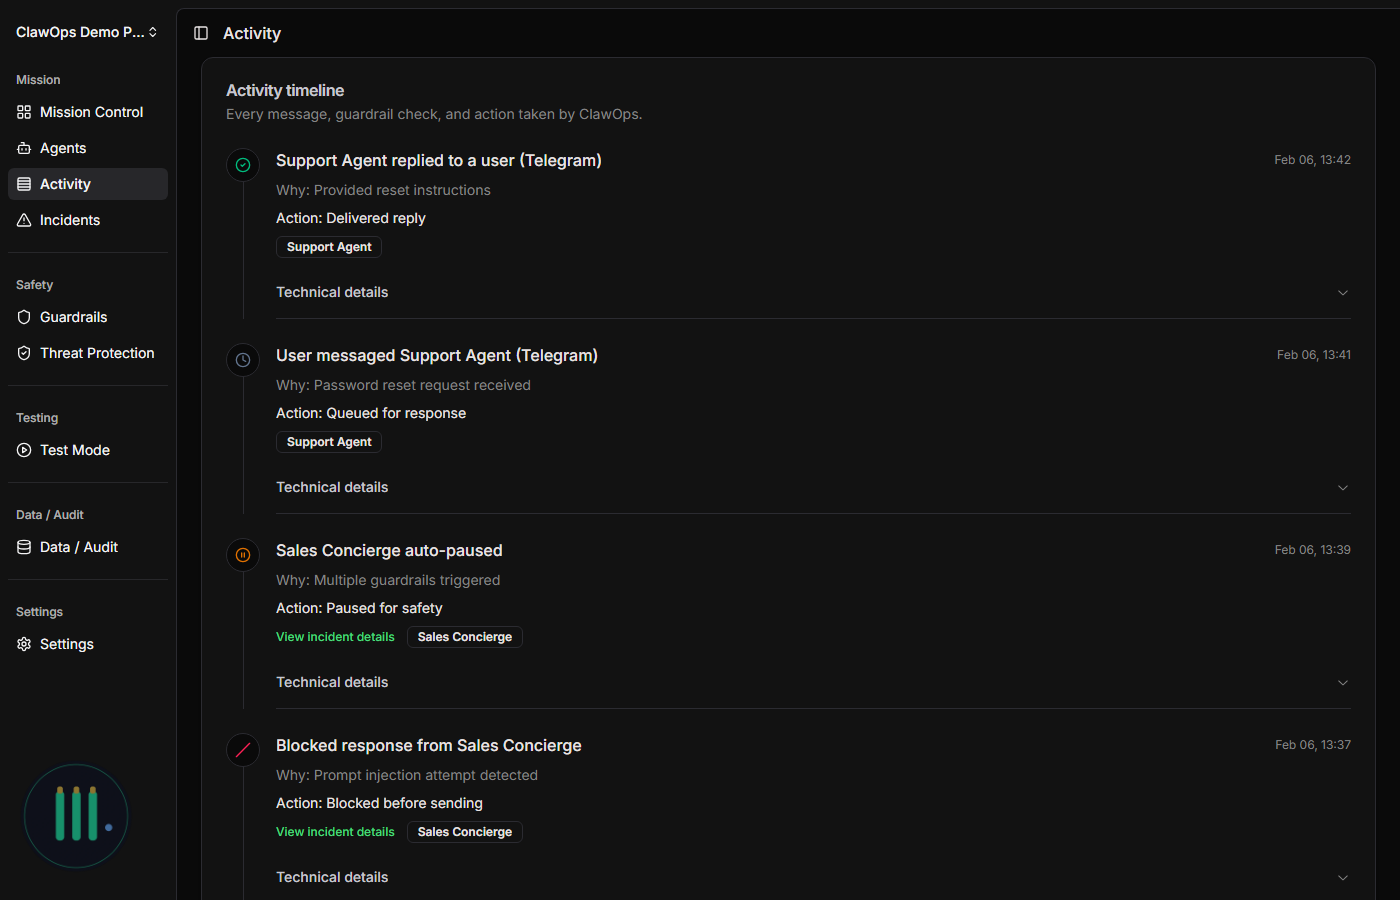 ClawOps Demo P...
Mission
Mission Control
Agents
Activity
Incidents
Safety
Guardrails
Threat Protection
Testing
Test Mode
Data / Audit
Data / Audit
Settings
Settings
Activity
Activity timeline
Every message, guardrail check, and action taken by ClawOps.
Support Agent replied to a user (Telegram)
Feb 06, 13:42
Why: Provided reset instructions
Action: Delivered reply
Support Agent
Technical details
User messaged Support Agent (Telegram)
Feb 06, 13:41
Why: Password reset request received
Action: Queued for response
Support Agent
Technical details
Sales Concierge auto-paused
Feb 06, 13:39
Why: Multiple guardrails triggered
Action: Paused for safety
View incident details Sales Concierge
Technical details
Blocked response from Sales Concierge
Feb 06, 13:37
Why: Prompt injection attempt detected
Action: Blocked before sending
View incident details Sales Concierge
Technical details